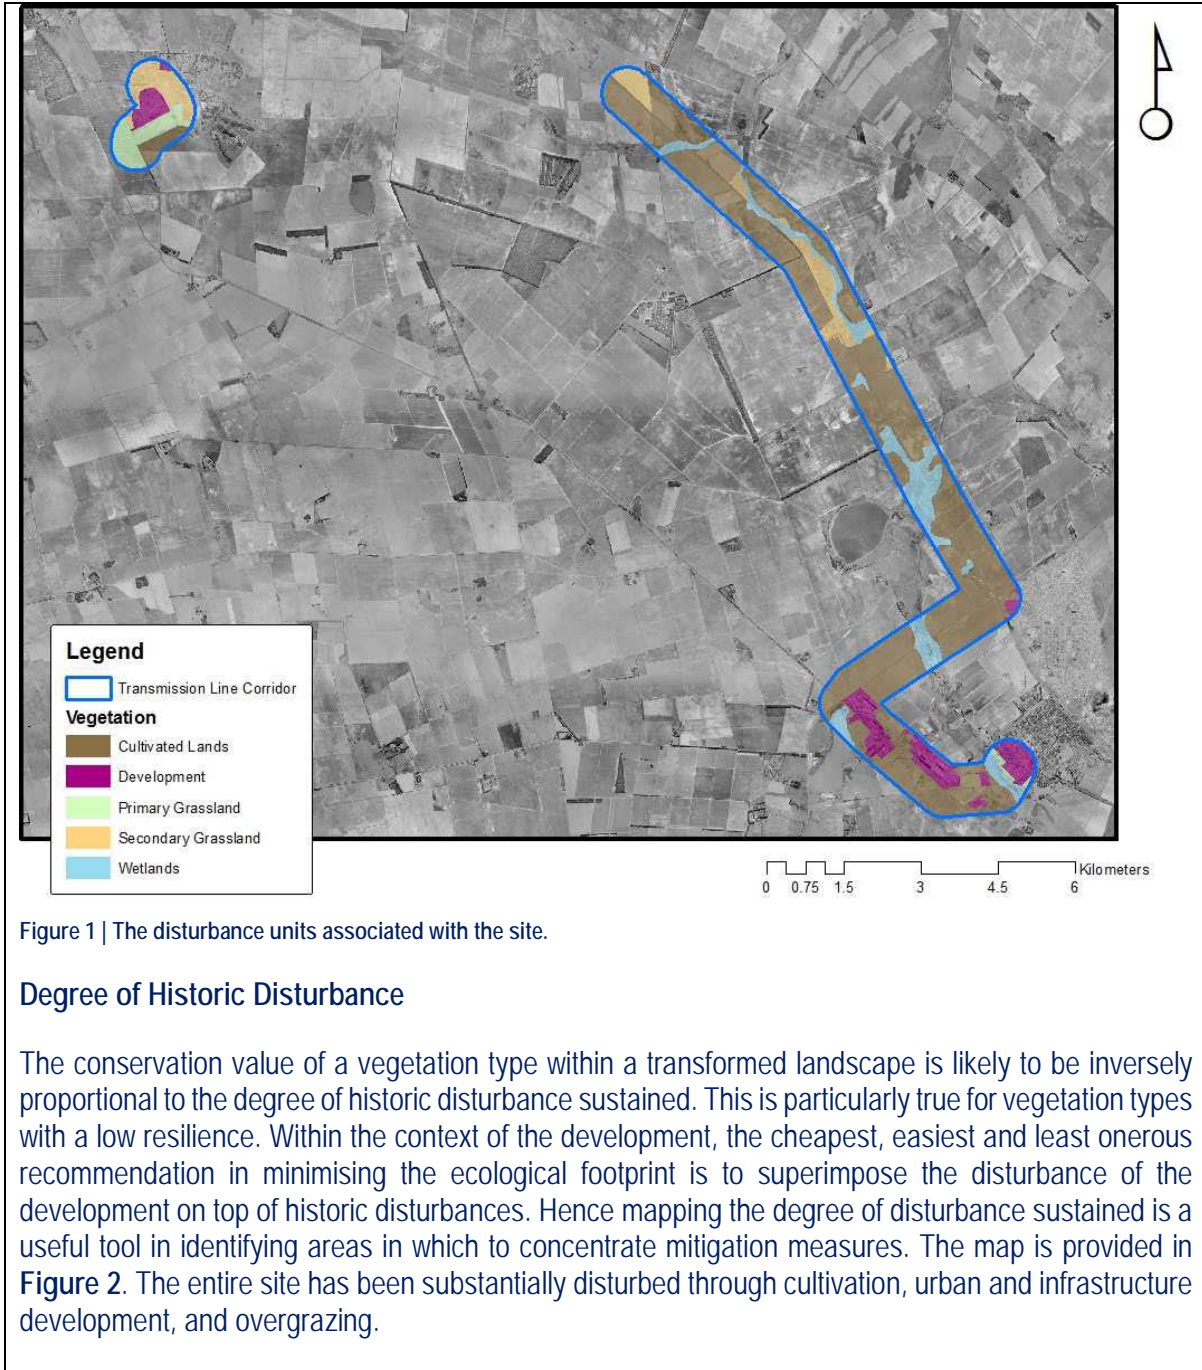 Legend
Transmission Line Corridor
Vegetation
Cultivated Lands
Development
Primary Grassland
Secondary Grassland
Wetlands
Kilometers
0 0.75 1.5 3 4.5 6
Figure 1 | The disturbance units associated with the site.
Degree of Historic Disturbance
The conservation value of a vegetation type within a transformed landscape is likely to be inversely
proportional to the degree of historic disturbance sustained. This is particularly true for vegetation types
with a low resilience. Within the context of the development, the cheapest, easiest and least onerous
recommendation in minimising the ecological footprint is to superimpose the disturbance of the
development on top of historic disturbances. Hence mapping the degree of disturbance sustained is a
useful tool in identifying areas in which to concentrate mitigation measures. The map is provided in
Figure 2. The entire site has been substantially disturbed through cultivation, urban and infrastructure
development, and overgrazing.